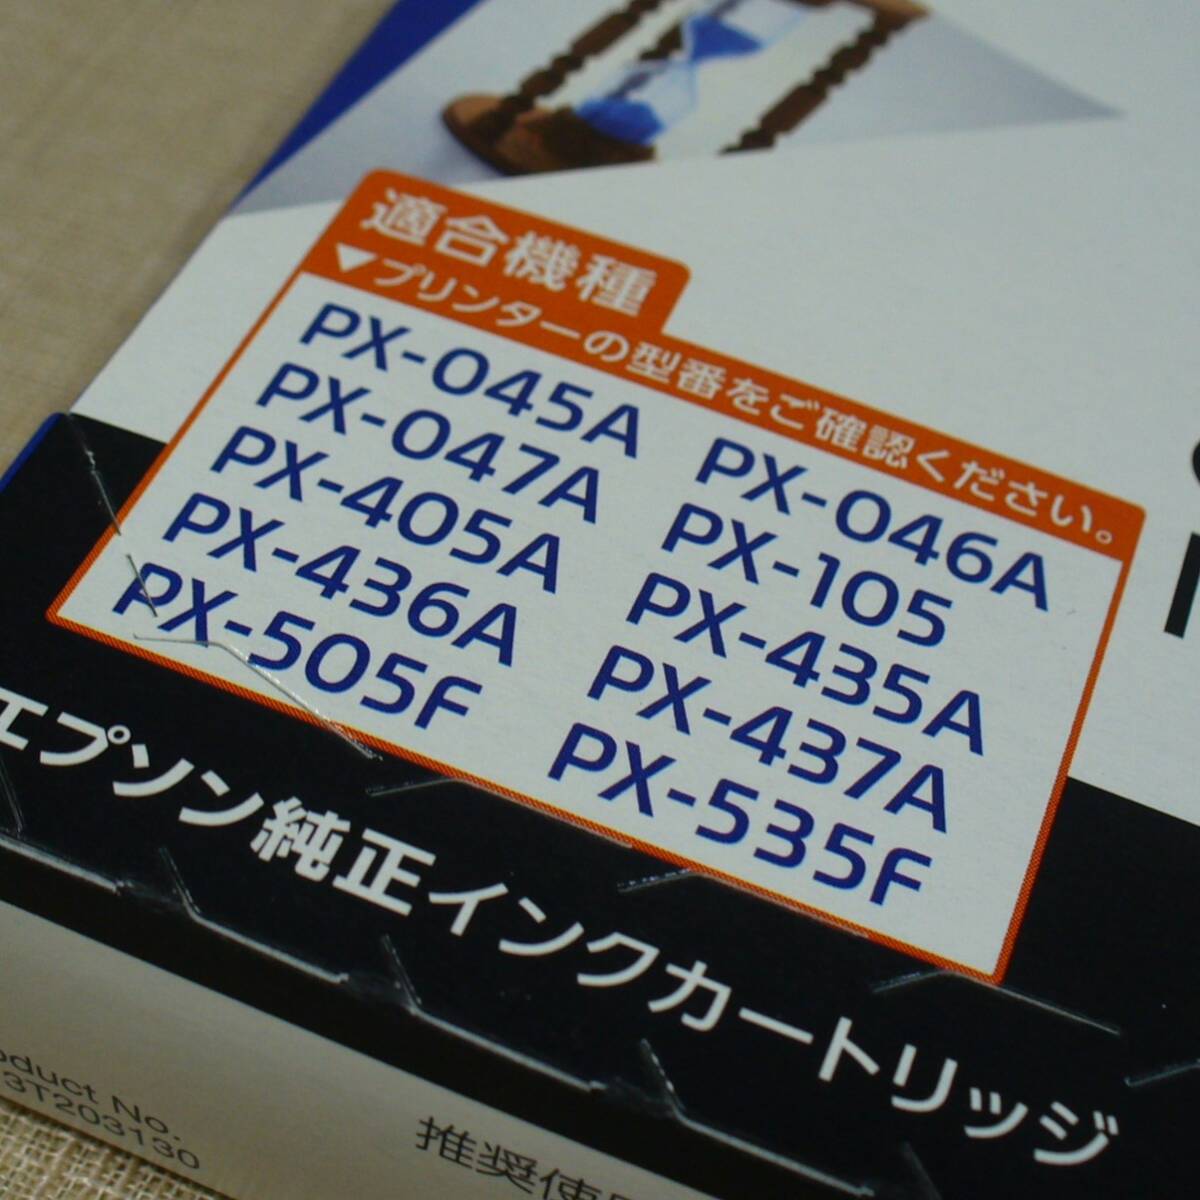 適合機種
▼プリンターの型番をご確認ください。
PX-045A PX-046A
PX-047A PX-105
PX-405A PX-435A
PX-436A PX-437A
PX-505F PX-535F
エプソン純正インクカートリッジ
No.
3T203130
推奨使